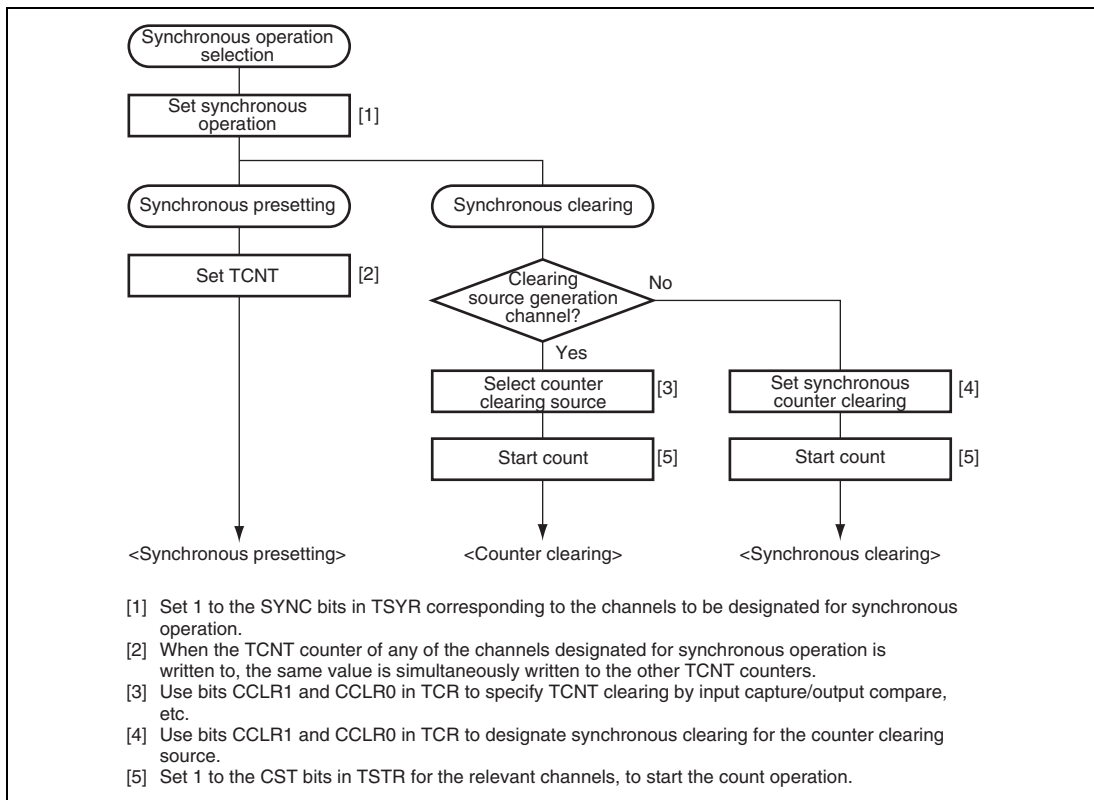 Synchronous operation
selection
Set synchronous
operation
[1]
Synchronous presetting
Synchronous clearing
Set TCNT
[2]
Clearing
source generation
channel?
No
Yes
Select counter
clearing source
[3]
Set synchronous
counter clearing
[4]
Start count
[5]
Start count
[5]
<Synchronous presetting>
<Counter clearing>
<Synchronous clearing>
[1] Set 1 to the SYNC bits in TSYR corresponding to the channels to be designated for synchronous
operation.
[2] When the TCNT counter of any of the channels designated for synchronous operation is
written to, the same value is simultaneously written to the other TCNT counters.
[3] Use bits CCLR1 and CCLR0 in TCR to specify TCNT clearing by input capture/output compare,
etc.
[4] Use bits CCLR1 and CCLR0 in TCR to designate synchronous clearing for the counter clearing
source.
[5] Set 1 to the CST bits in TSTR for the relevant channels, to start the count operation.